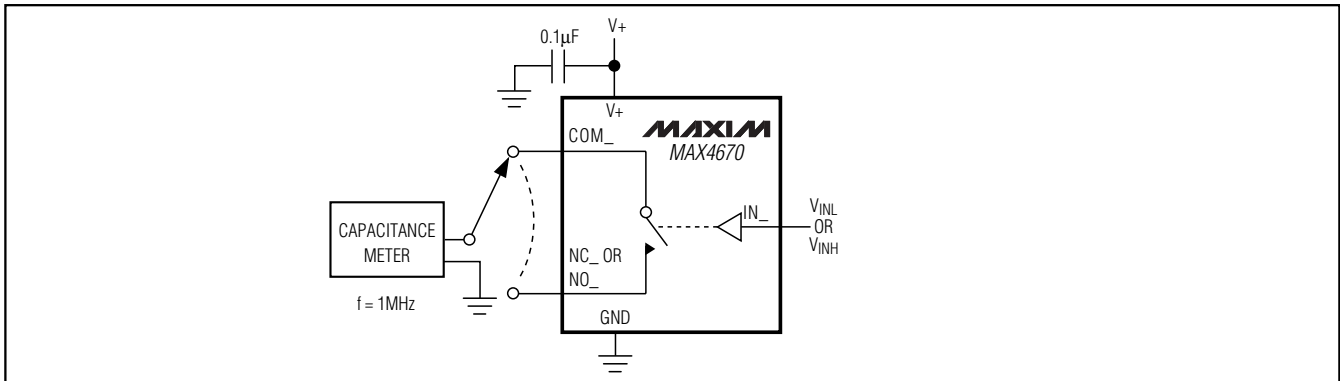 V+
0.1μF
V+
MAXIM
MAX4670
COM_
IN_
VINL
OR
VINH
CAPACITANCE
METER
NC_ OR
NO_
f = 1MHz
GND